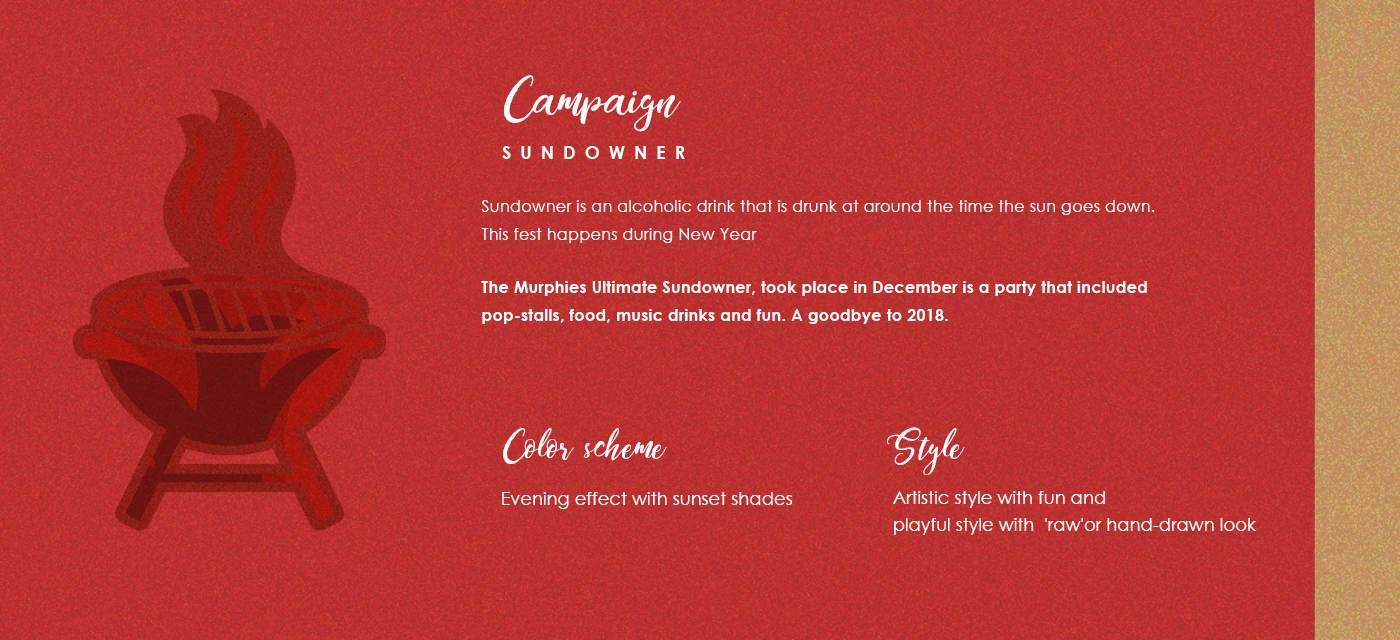 Campaign
SUNDOWNER
Sundowner is an alcoholic drink that is drunk at around the time the sun goes down.
This fest happens during New Year
The Murphies Ultimate Sundowner, took place in December is a party that included
pop-stalls, food, music drinks and fun. A goodbye to 2018.
Color scheme
Evening effect with sunset shades
Style
Artistic style with fun and
playful style with 'raw'or hand-drawn look